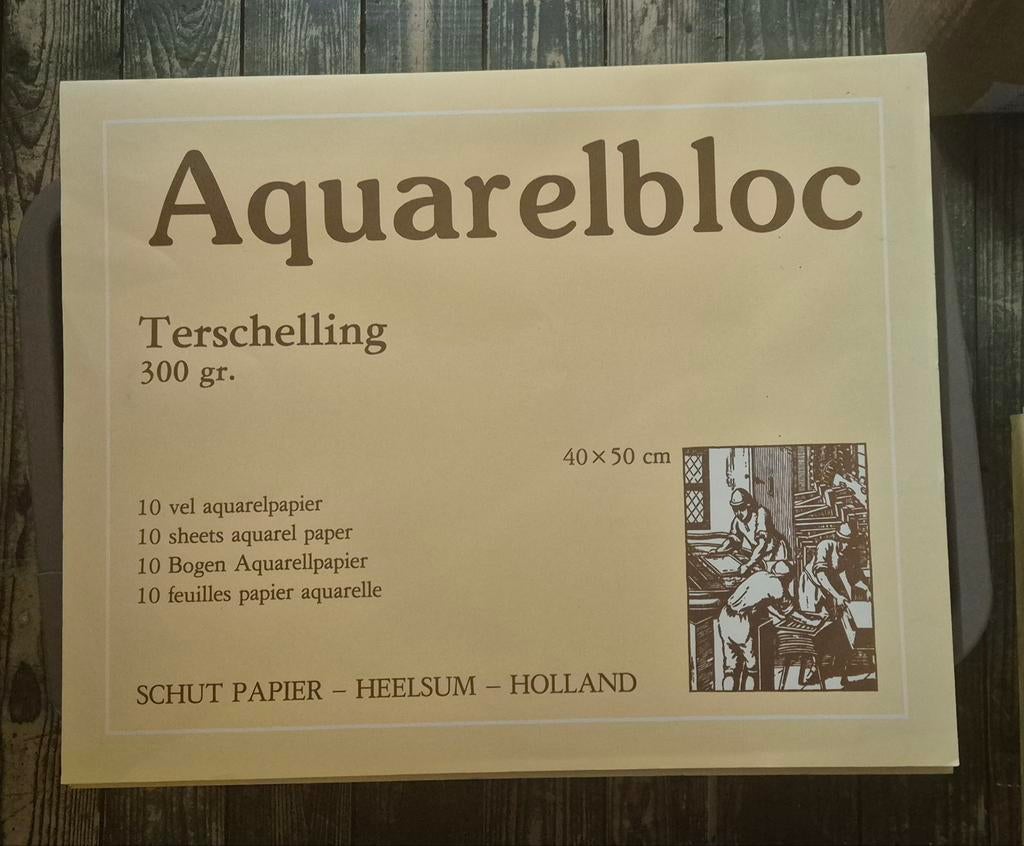 Aquarelbloc
Terschelling
300 gr.
40 × 50 cm
10 vel aquarelpapier
10 sheets aquarel paper
10 Bogen Aquarellpapier
10 feuilles papier aquarelle
SCHUT PAPIER – HEELSUM – HOLLAND